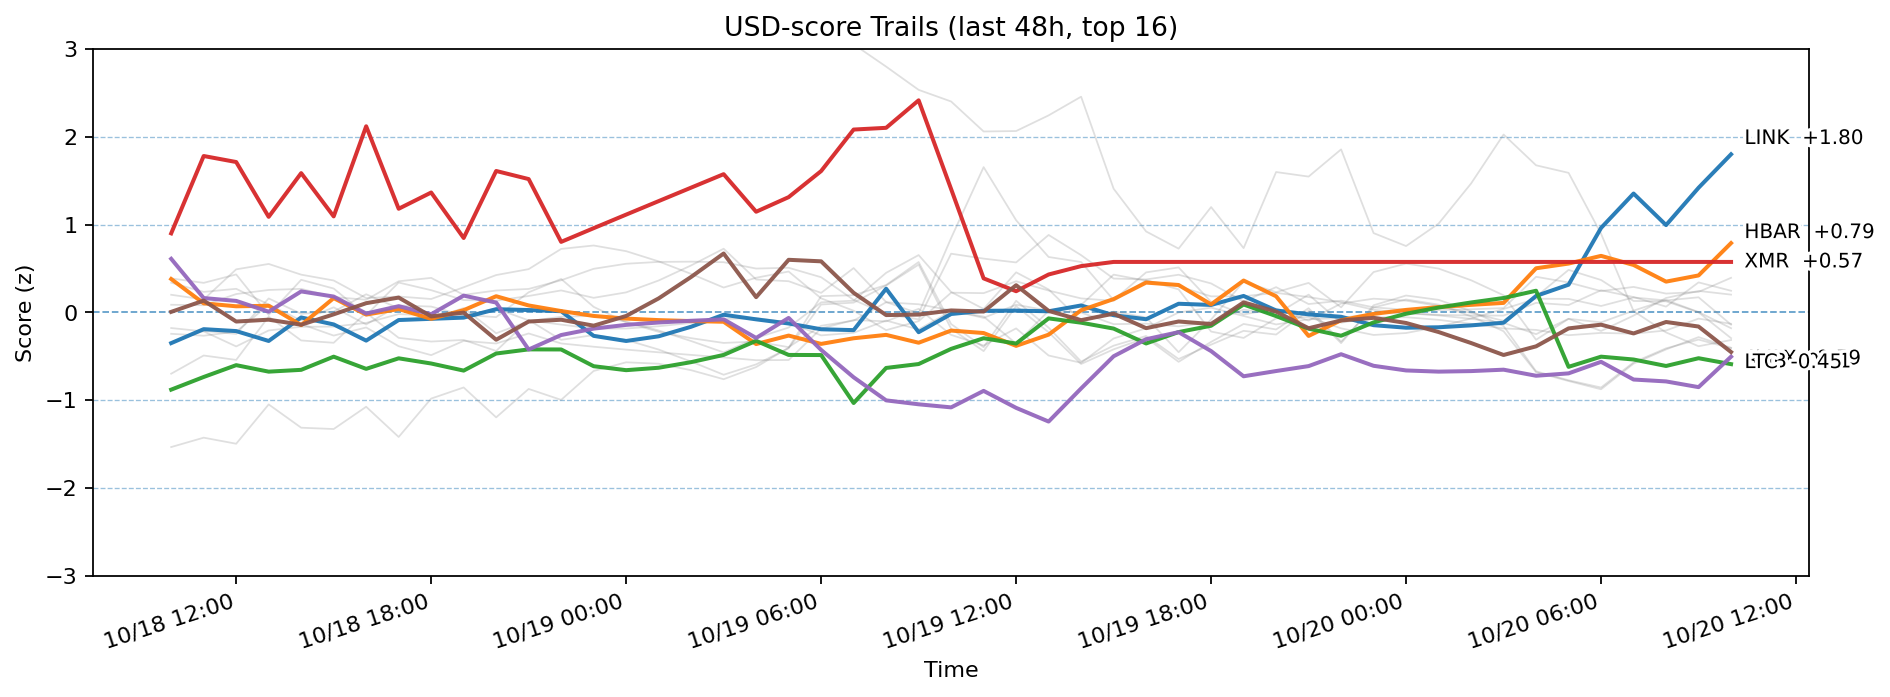 USD-score Trails (last 48h, top 16)
Score (z)
3
2
1
0
−1
−2
−3
LINK +1.80
HBAR +0.79
XMR +0.57
LTC -0.45
10/18 12:00
10/18 18:00
10/19 00:00
10/19 06:00
10/19 12:00
10/19 18:00
10/20 00:00
10/20 06:00
10/20 12:00
Time